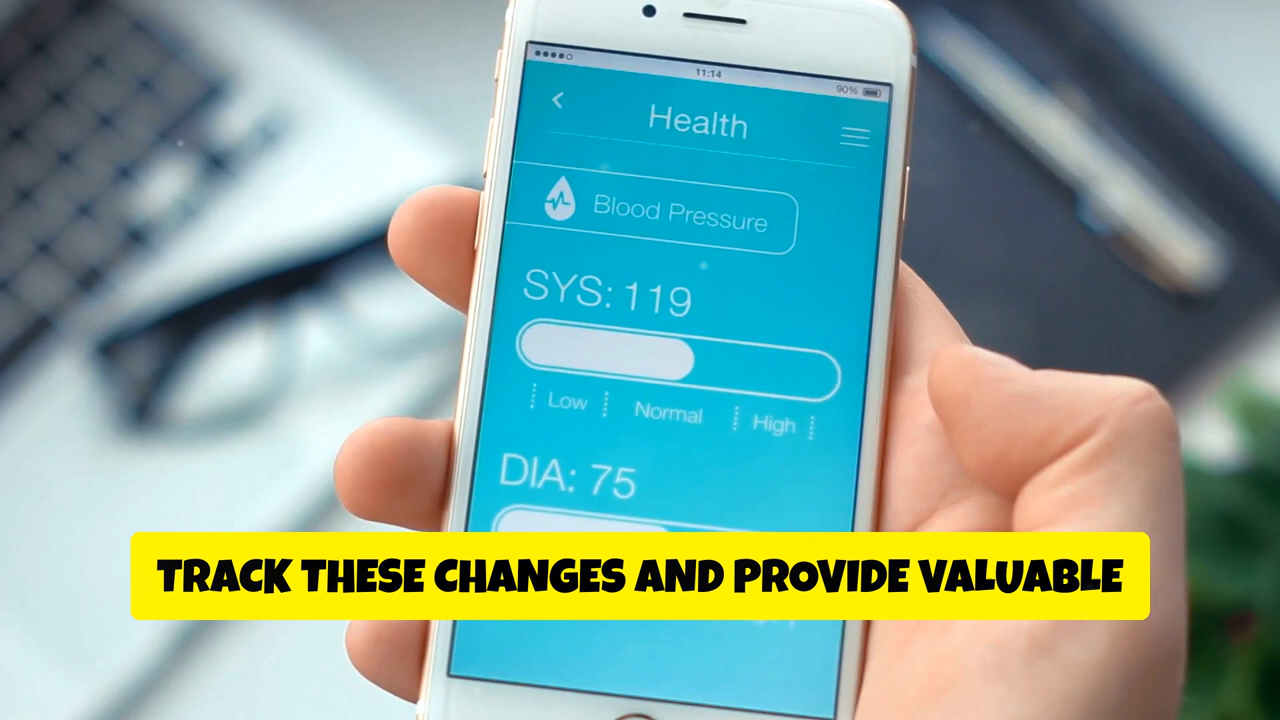 11:14
90%
Health
Blood Pressure
SYS: 119
Low Normal High
DIA: 75
TRACK THESE CHANGES AND PROVIDE VALUABLE